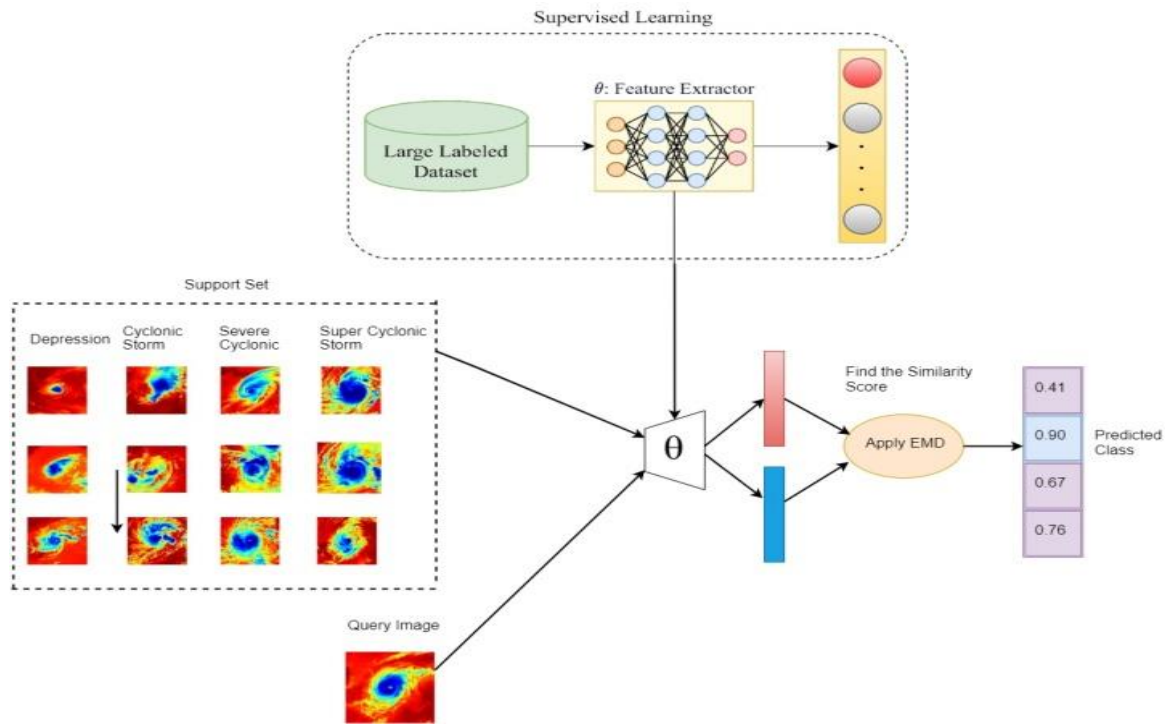 Supervised Learning
θ: Feature Extractor
Large Labeled
Dataset
Support Set
Depression
Cyclonic
Storm
Severe
Cyclonic
Super Cyclonic
Storm
θ
Find the Similarity
Score
Apply EMD
0.41
0.90
0.67
0.76
Predicted
Class
Query Image